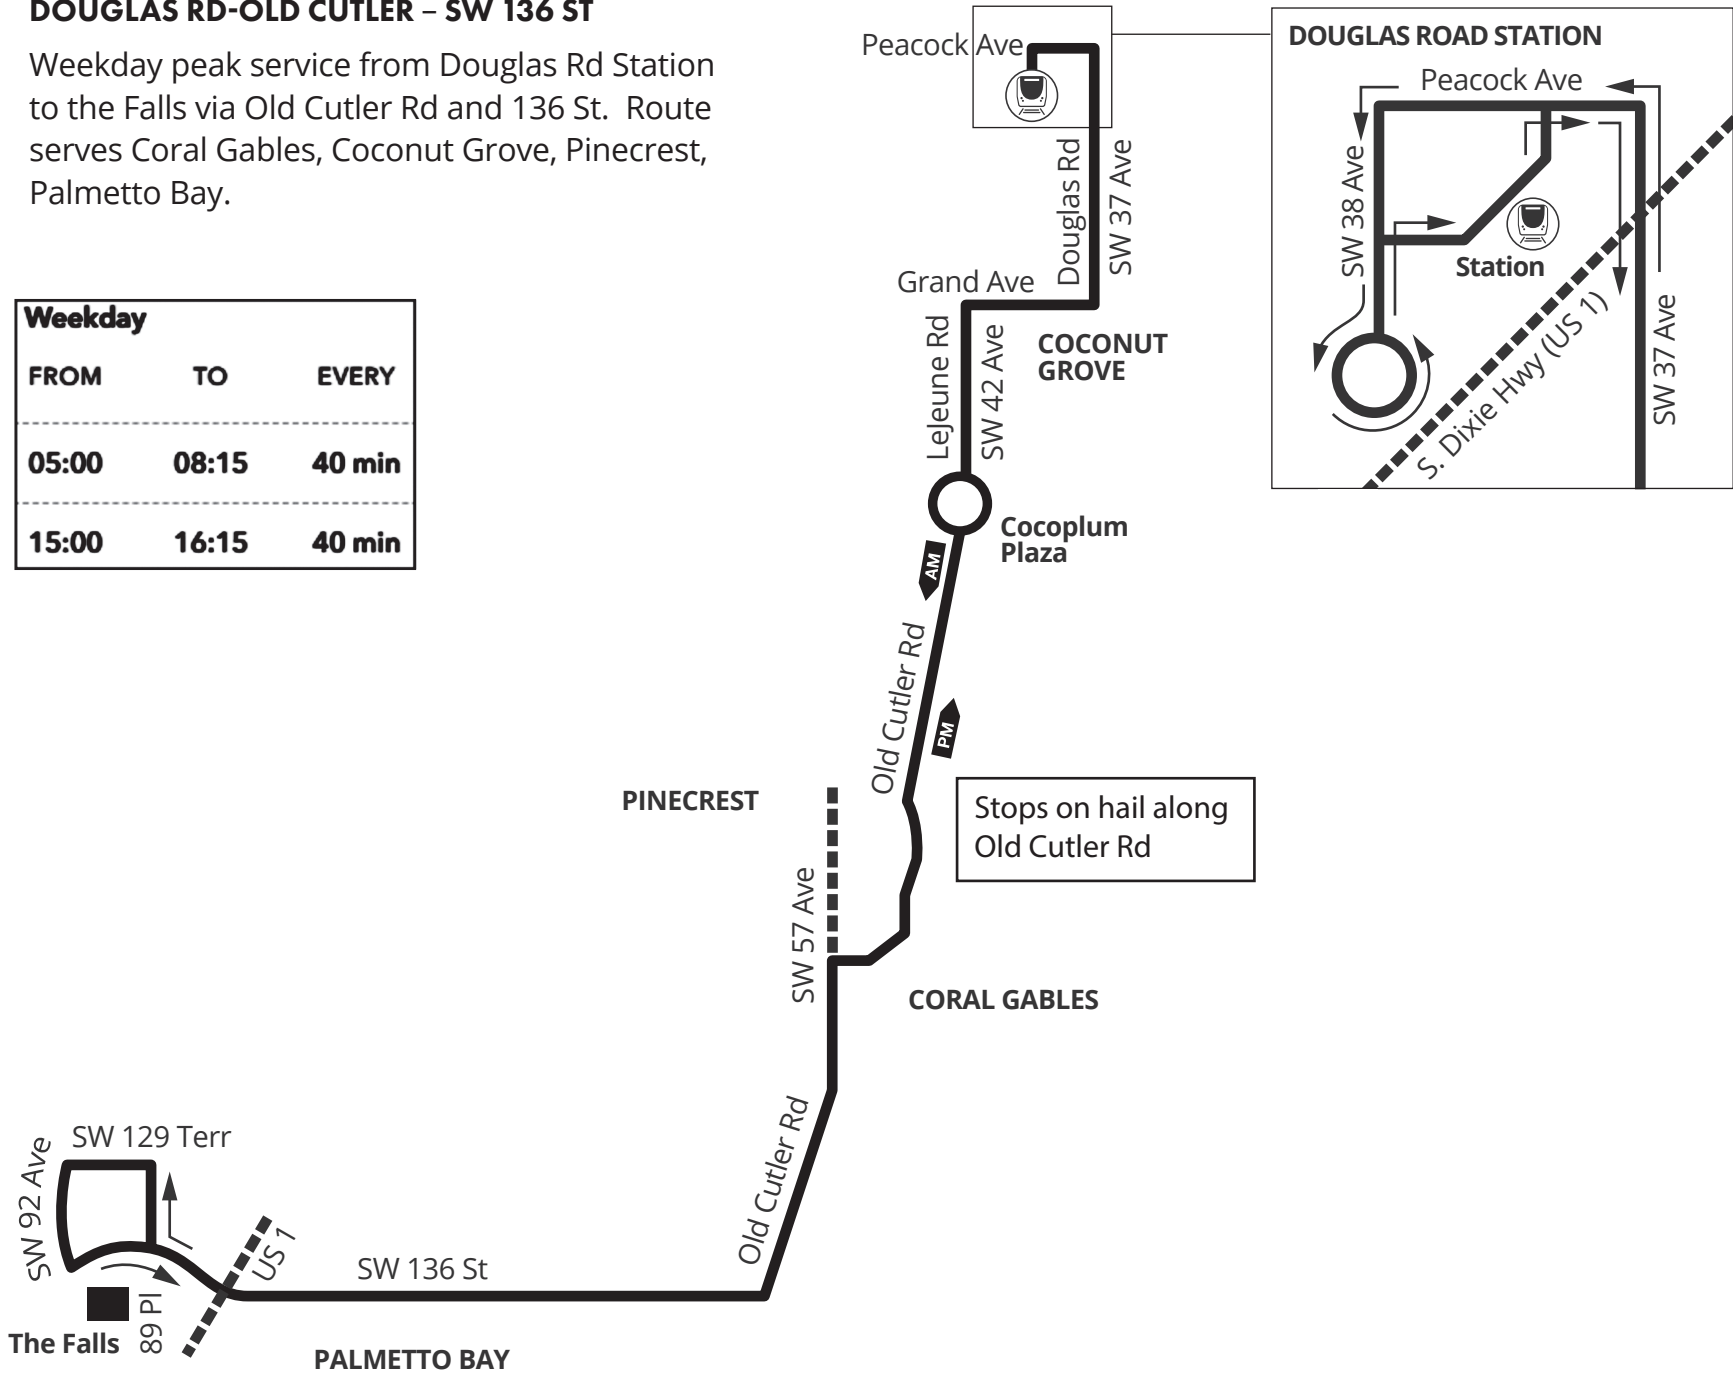 DOUGLAS RD-OLD CUTLER – SW 136 ST
Weekday peak service from Douglas Rd Station
to the Falls via Old Cutler Rd and 136 St. Route
serves Coral Gables, Coconut Grove, Pinecrest,
Palmetto Bay.
Weekday
FROM TO EVERY
05:00 08:15 40 min
15:00 16:15 40 min
Peacock Ave
Douglas Rd
SW 37 Ave
Grand Ave
LeJeune Rd
SW 42 Ave
COCONUT
GROVE
Cocoplum
Plaza
AM
Old Cutler Rd
PM
Stops on hail along
Old Cutler Rd
PINECREST
SW 57 Ave
CORAL GABLES
Old Cutler Rd
SW 129 Terr
SW 92 Ave
US 1
SW 136 St
89 Pl
The Falls
PALMETTO BAY
DOUGLAS ROAD STATION
Peacock Ave
SW 38 Ave
Station
S. Dixie Hwy (US 1)
SW 37 Ave